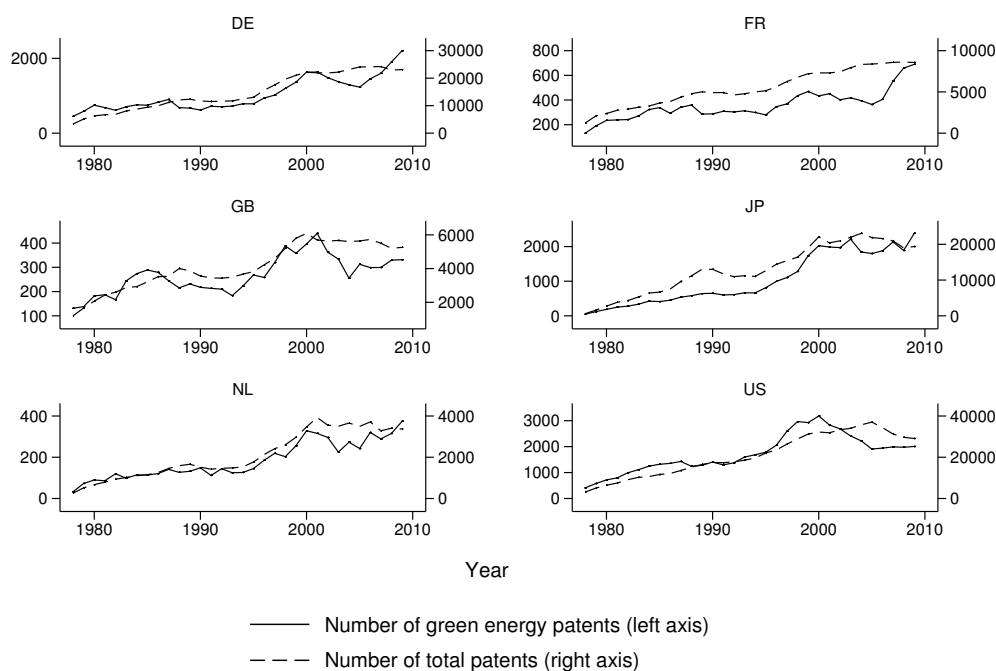 DE
2000
0
30000
20000
10000
0
1980 1990 2000 2010
FR
800
600
400
200
10000
5000
0
1980 1990 2000 2010
GB
400
300
200
100
6000
4000
2000
1980 1990 2000 2010
JP
2000
1000
0
20000
10000
0
1980 1990 2000 2010
NL
400
200
0
4000
2000
0
1980 1990 2000 2010
US
3000
2000
1000
0
40000
20000
0
1980 1990 2000 2010
Year
Number of green energy patents (left axis)
Number of total patents (right axis)